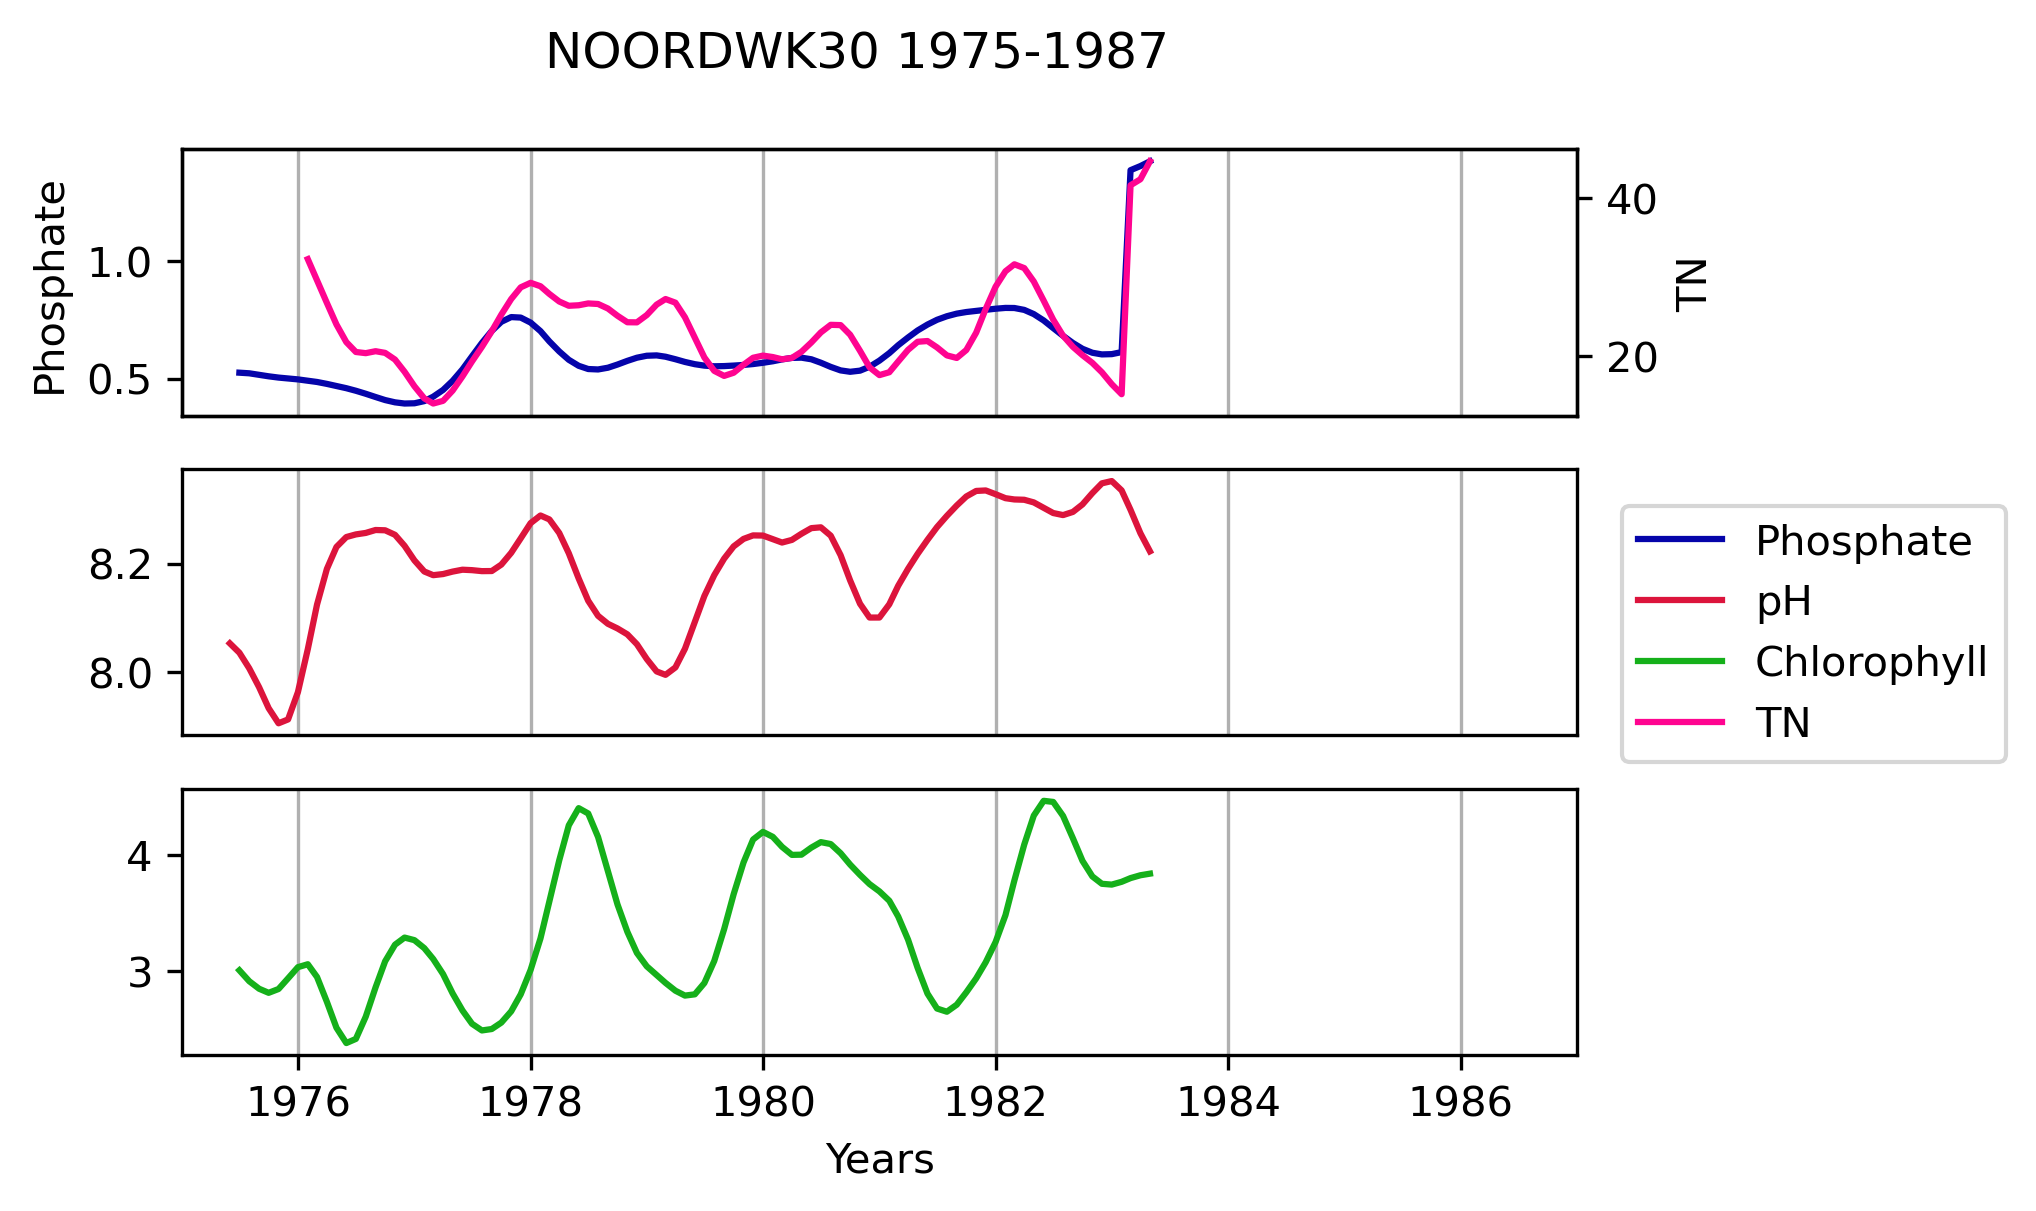 NOORDWK30 1975-1987
Phosphate
1.0
0.5
40
20
TN
8.2
8.0
4
3
1976 1978 1980 1982 1984 1986
Years
Phosphate
pH
Chlorophyll
TN